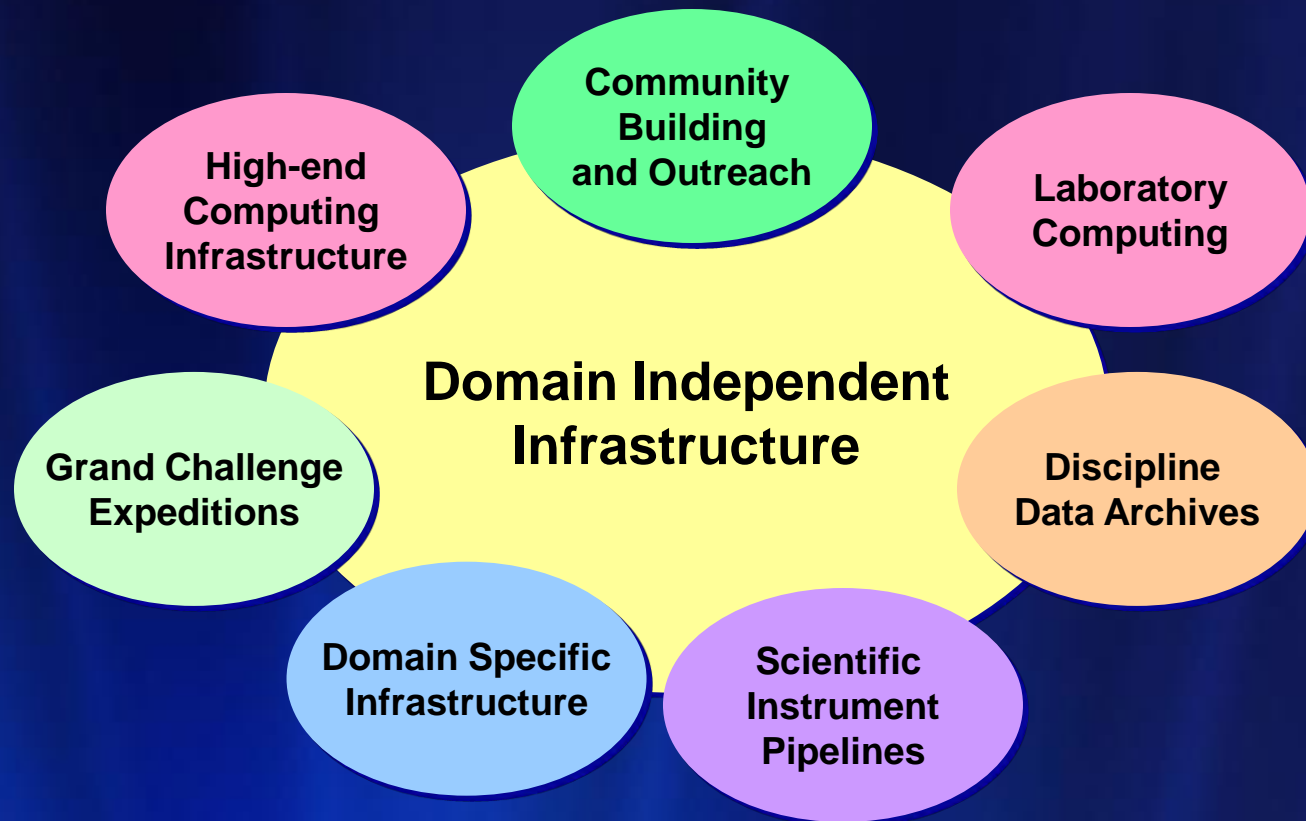 Community
Building
and Outreach
High-end
Computing
Infrastructure
Laboratory
Computing
Domain Independent
Infrastructure
Grand Challenge
Expeditions
Discipline
Data Archives
Domain Specific
Infrastructure
Scientific
Instrument
Pipelines